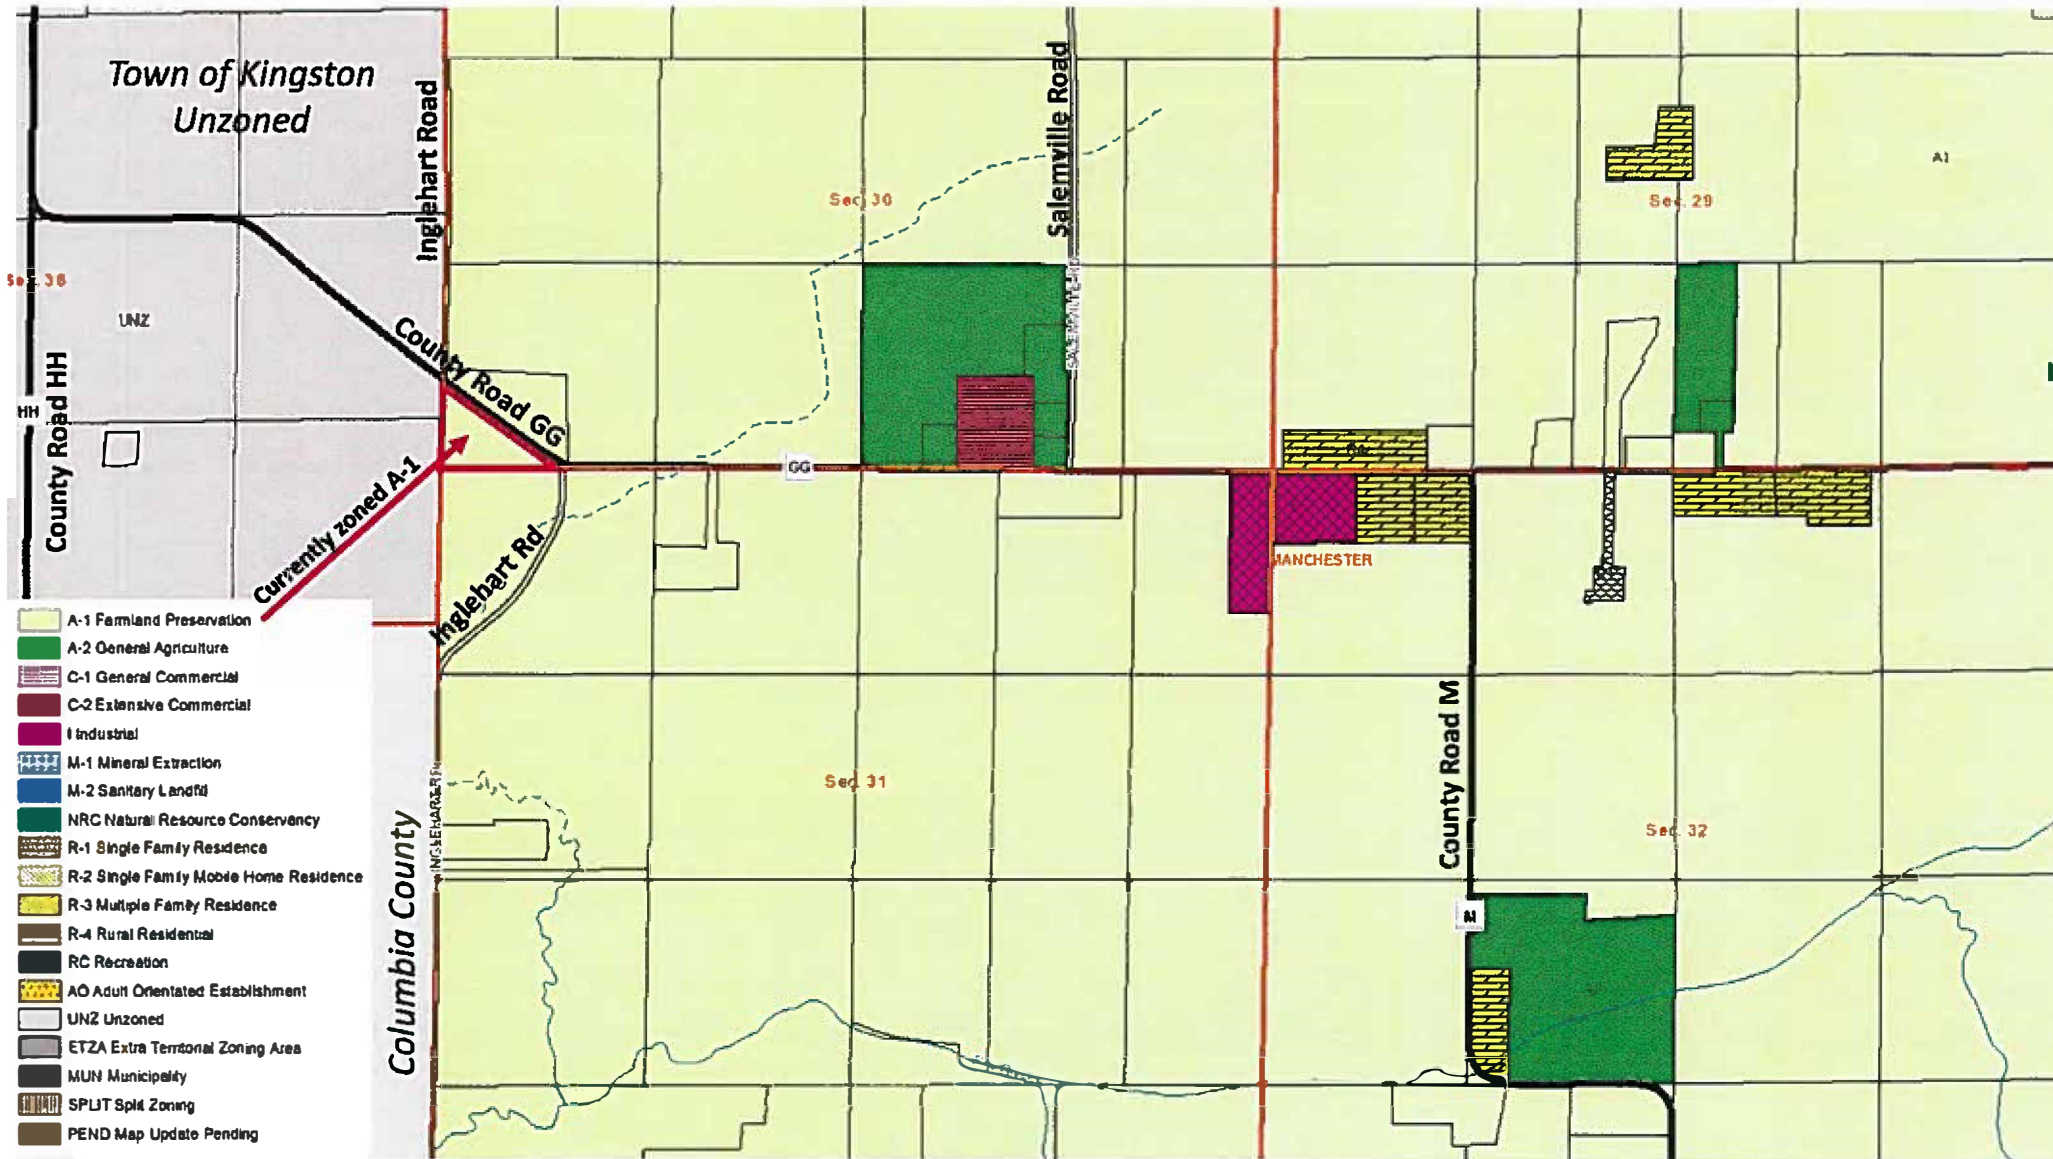 Town of Kingston
Unzoned
Inglehart Road
Salemville Road
A1
Sec. 30
Sec. 29
Sec. 36
UNZ
County Road GG
HH
County Road HH
GG
Currently zoned A-1
Inglehart Rd
MANCHESTER
A-1 Farmland Preservation
A-2 General Agriculture
C-1 General Commercial
C-2 Extensive Commercial
I Industrial
M-1 Mineral Extraction
M-2 Sanitary Landfill
NRC Natural Resource Conservancy
R-1 Single Family Residence
R-2 Single Family Mobile Home Residence
R-3 Multiple Family Residence
R-4 Rural Residential
RC Recreation
AO Adult Orientated Establishment
UNZ Unzoned
ETZA Extra Territorial Zoning Area
MUN Municipality
SPLIT Split Zoning
PEND Map Update Pending
Columbia County
INGLEHART RD
Sec. 31
County Road M
Sec. 32
M
SALEMVILLE RD